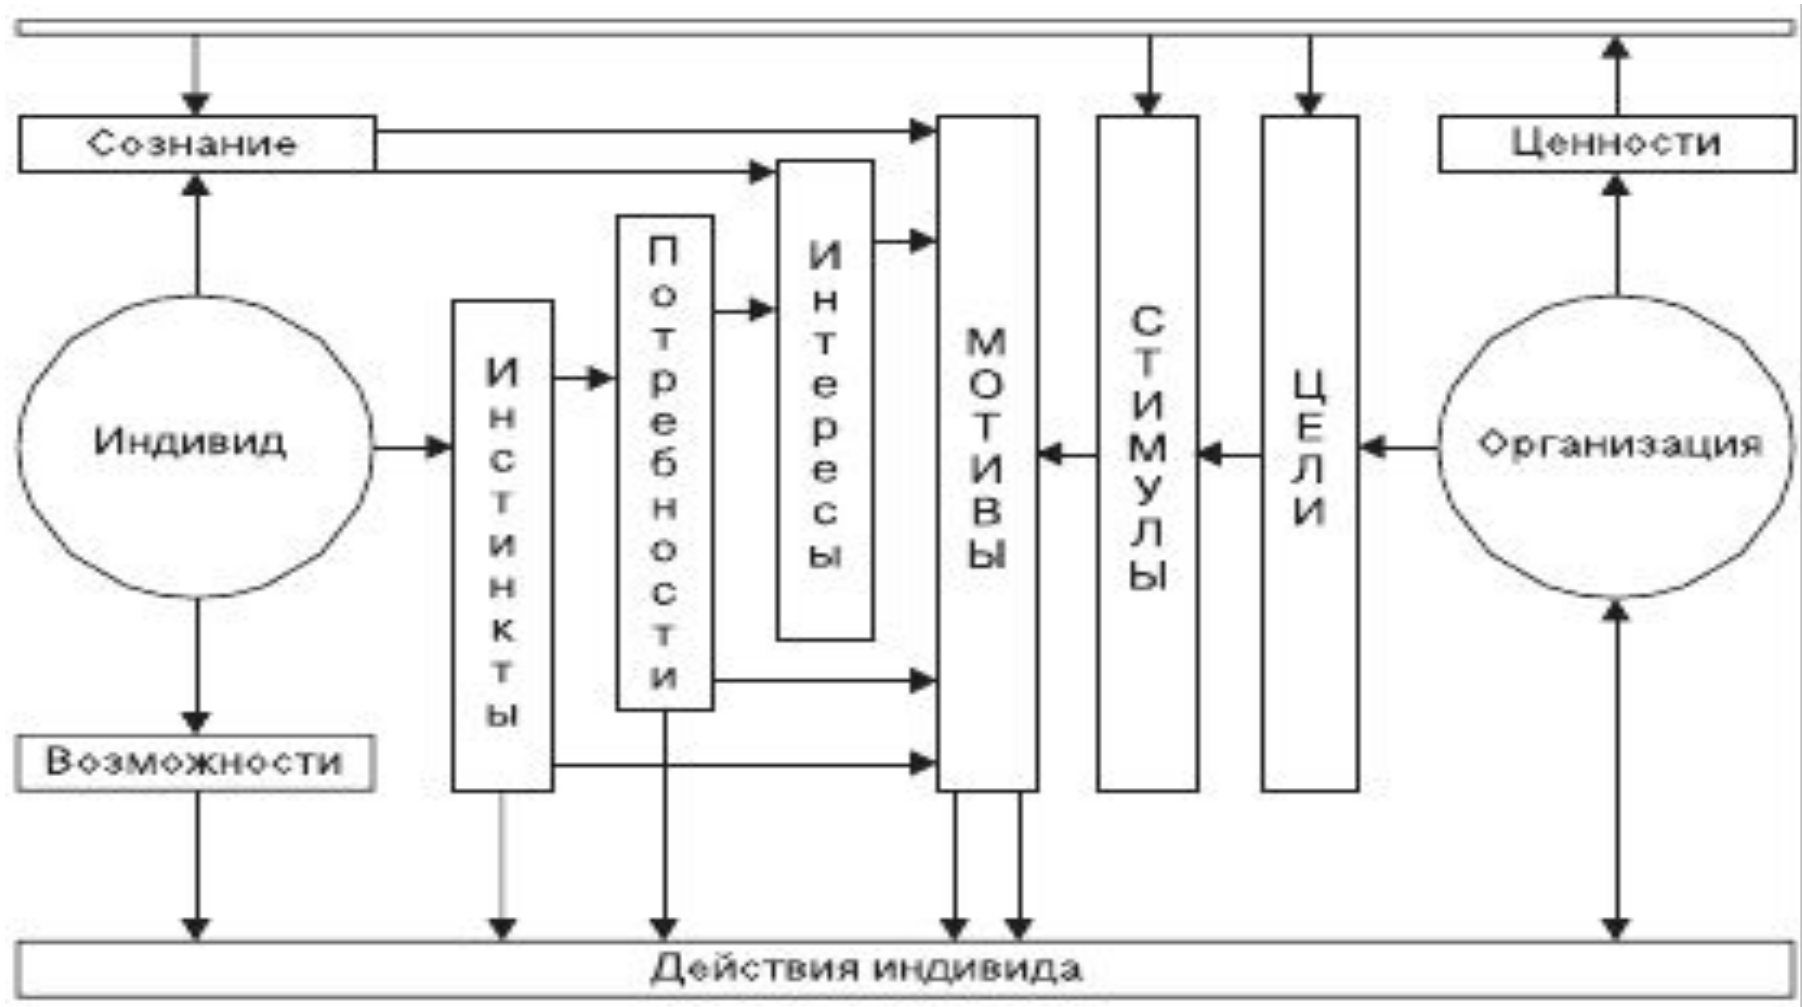 Сознание
Ценности
Индивид
Инстинкты
Потребности
Интересы
МОТИВЫ
СТИМУЛЫ
ЦЕЛИ
Организация
Возможности
Действия индивида